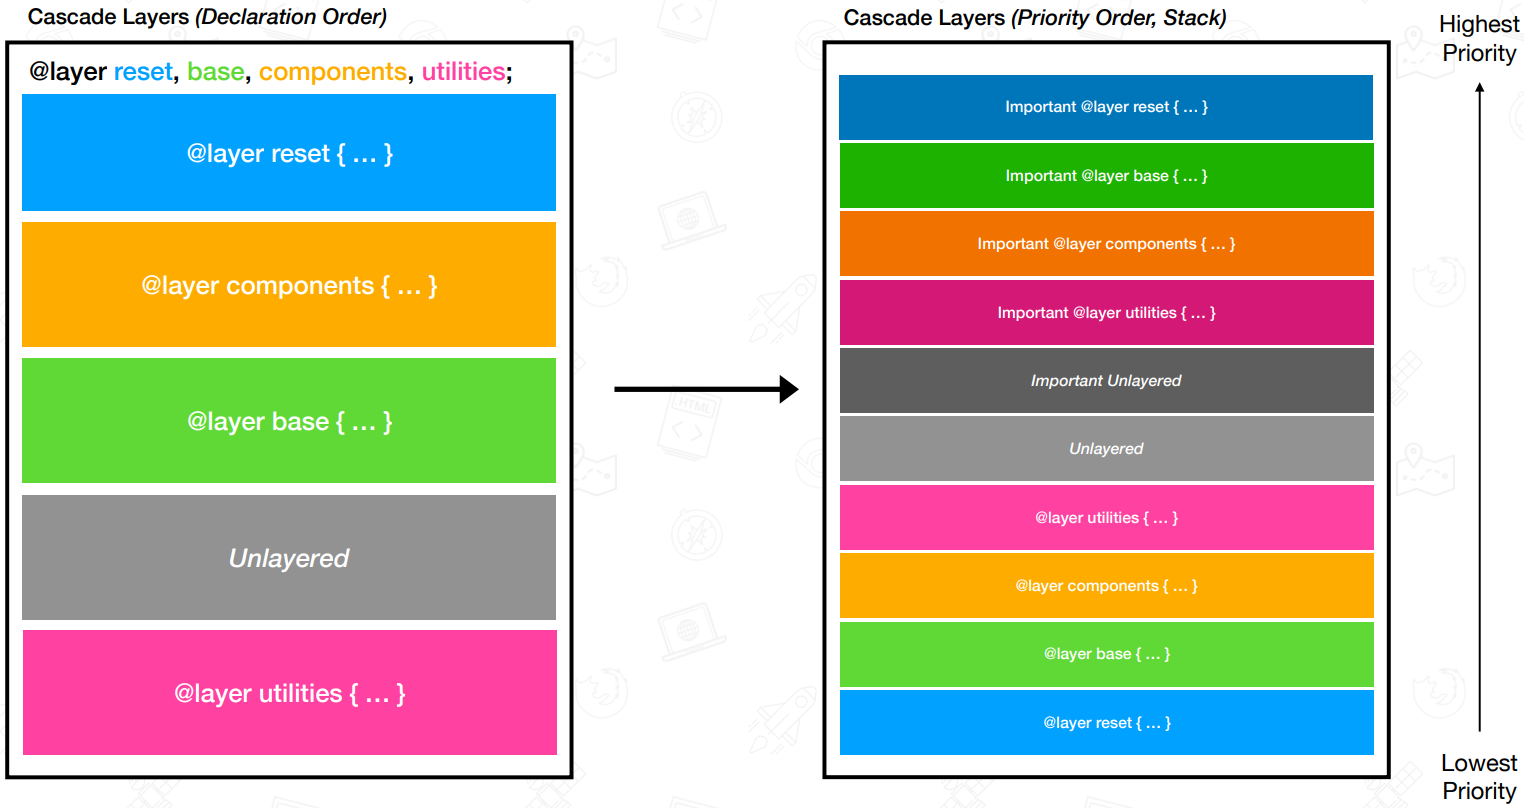 Cascade Layers (Declaration Order)
@layer reset, base, components, utilities;
@layer reset { … }
@layer components { … }
@layer base { … }
Unlayered
@layer utilities { … }
Cascade Layers (Priority Order, Stack)
Important @layer reset { … }
Important @layer base { … }
Important @layer components { … }
Important @layer utilities { … }
Important Unlayered
Unlayered
@layer utilities { … }
@layer components { … }
@layer base { … }
@layer reset { … }
Highest
Priority
Lowest
Priority
.HTML